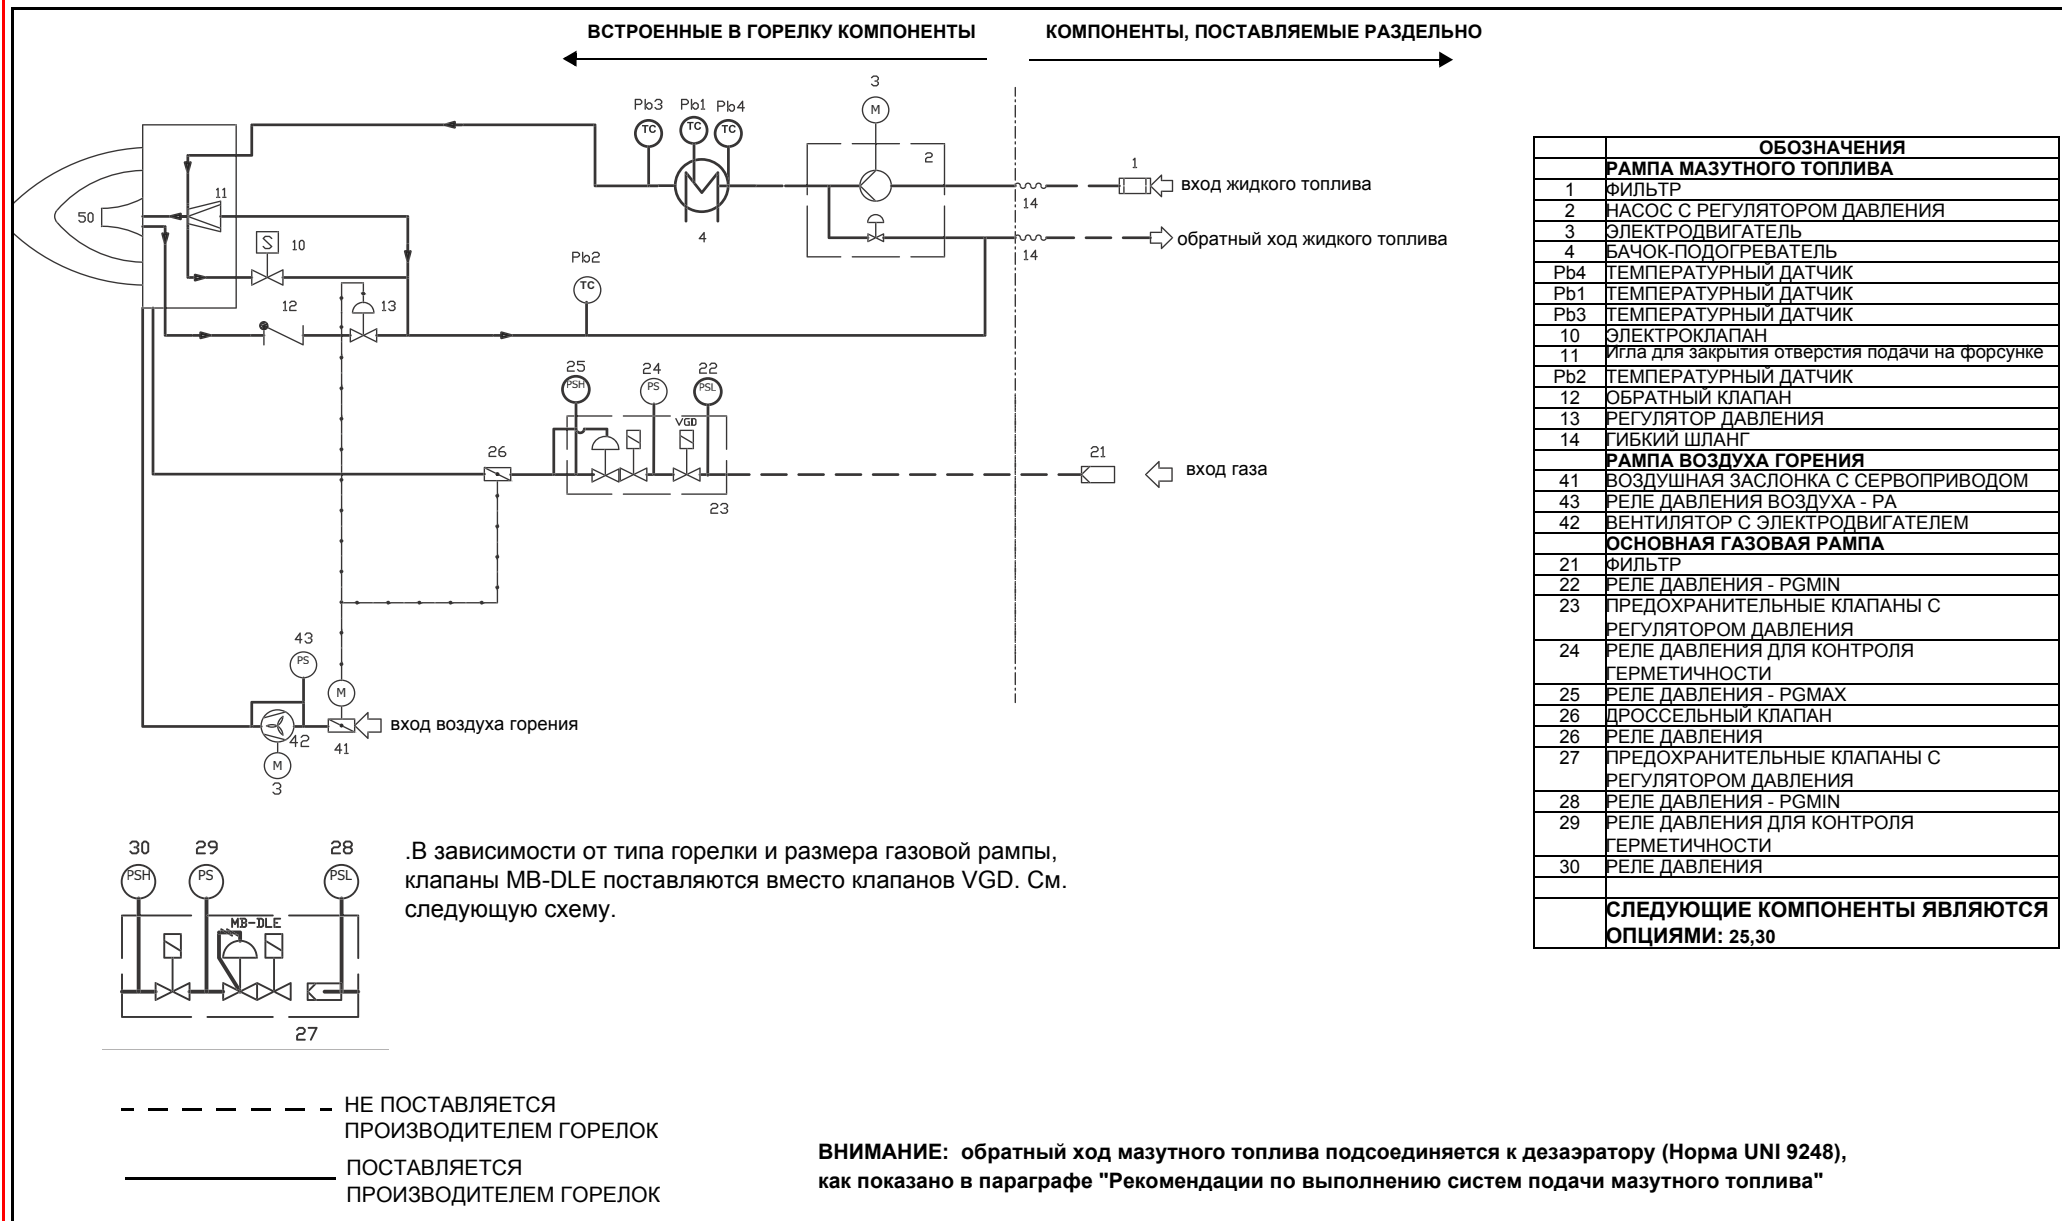 ВСТРОЕННЫЕ В ГОРЕЛКУ КОМПОНЕНТЫ
КОМПОНЕНТЫ, ПОСТАВЛЯЕМЫЕ РАЗДЕЛЬНО
3
M
Pb3 Pb1 Pb4
TC TC TC
2
1
вход жидкого топлива
14
4
обратный ход жидкого топлива
14
11
50
S 10
Pb2
TC
12
13
25 24 22
PSH PS PSL
VGD
26
21
вход газа
23
43
PS
M
вход воздуха горения
42
41
M
3
30 29 28
PSH PS PSL
MB-DLE
27
.В зависимости от типа горелки и размера газовой рампы,
клапаны MB-DLE поставляются вместо клапанов VGD. См.
следующую схему.
НЕ ПОСТАВЛЯЕТСЯ
ПРОИЗВОДИТЕЛЕМ ГОРЕЛОК
ПОСТАВЛЯЕТСЯ
ПРОИЗВОДИТЕЛЕМ ГОРЕЛОК
ВНИМАНИЕ: обратный ход мазутного топлива подсоединяется к дезаэратору (Норма UNI 9248),
как показано в параграфе "Рекомендации по выполнению систем подачи мазутного топлива"
ОБОЗНАЧЕНИЯ
РАМПА МАЗУТНОГО ТОПЛИВА
1 ФИЛЬТР
2 НАСОС С РЕГУЛЯТОРОМ ДАВЛЕНИЯ
3 ЭЛЕКТРОДВИГАТЕЛЬ
4 БАЧОК-ПОДОГРЕВАТЕЛЬ
Pb4 ТЕМПЕРАТУРНЫЙ ДАТЧИК
Pb1 ТЕМПЕРАТУРНЫЙ ДАТЧИК
Pb3 ТЕМПЕРАТУРНЫЙ ДАТЧИК
10 ЭЛЕКТРОКЛАПАН
11 Игла для закрытия отверстия подачи на форсунке
Pb2 ТЕМПЕРАТУРНЫЙ ДАТЧИК
12 ОБРАТНЫЙ КЛАПАН
13 РЕГУЛЯТОР ДАВЛЕНИЯ
14 ГИБКИЙ ШЛАНГ
РАМПА ВОЗДУХА ГОРЕНИЯ
41 ВОЗДУШНАЯ ЗАСЛОНКА С СЕРВОПРИВОДОМ
43 РЕЛЕ ДАВЛЕНИЯ ВОЗДУХА - PA
42 ВЕНТИЛЯТОР С ЭЛЕКТРОДВИГАТЕЛЕМ
ОСНОВНАЯ ГАЗОВАЯ РАМПА
21 ФИЛЬТР
22 РЕЛЕ ДАВЛЕНИЯ - PGMIN
23 ПРЕДОХРАНИТЕЛЬНЫЕ КЛАПАНЫ С
РЕГУЛЯТОРОМ ДАВЛЕНИЯ
24 РЕЛЕ ДАВЛЕНИЯ ДЛЯ КОНТРОЛЯ
ГЕРМЕТИЧНОСТИ
25 РЕЛЕ ДАВЛЕНИЯ - PGMAX
26 ДРОССЕЛЬНЫЙ КЛАПАН
26 РЕЛЕ ДАВЛЕНИЯ
27 ПРЕДОХРАНИТЕЛЬНЫЕ КЛАПАНЫ С
РЕГУЛЯТОРОМ ДАВЛЕНИЯ
28 РЕЛЕ ДАВЛЕНИЯ - PGMIN
29 РЕЛЕ ДАВЛЕНИЯ ДЛЯ КОНТРОЛЯ
ГЕРМЕТИЧНОСТИ
30 РЕЛЕ ДАВЛЕНИЯ
СЛЕДУЮЩИЕ КОМПОНЕНТЫ ЯВЛЯЮТСЯ
ОПЦИЯМИ: 25,30